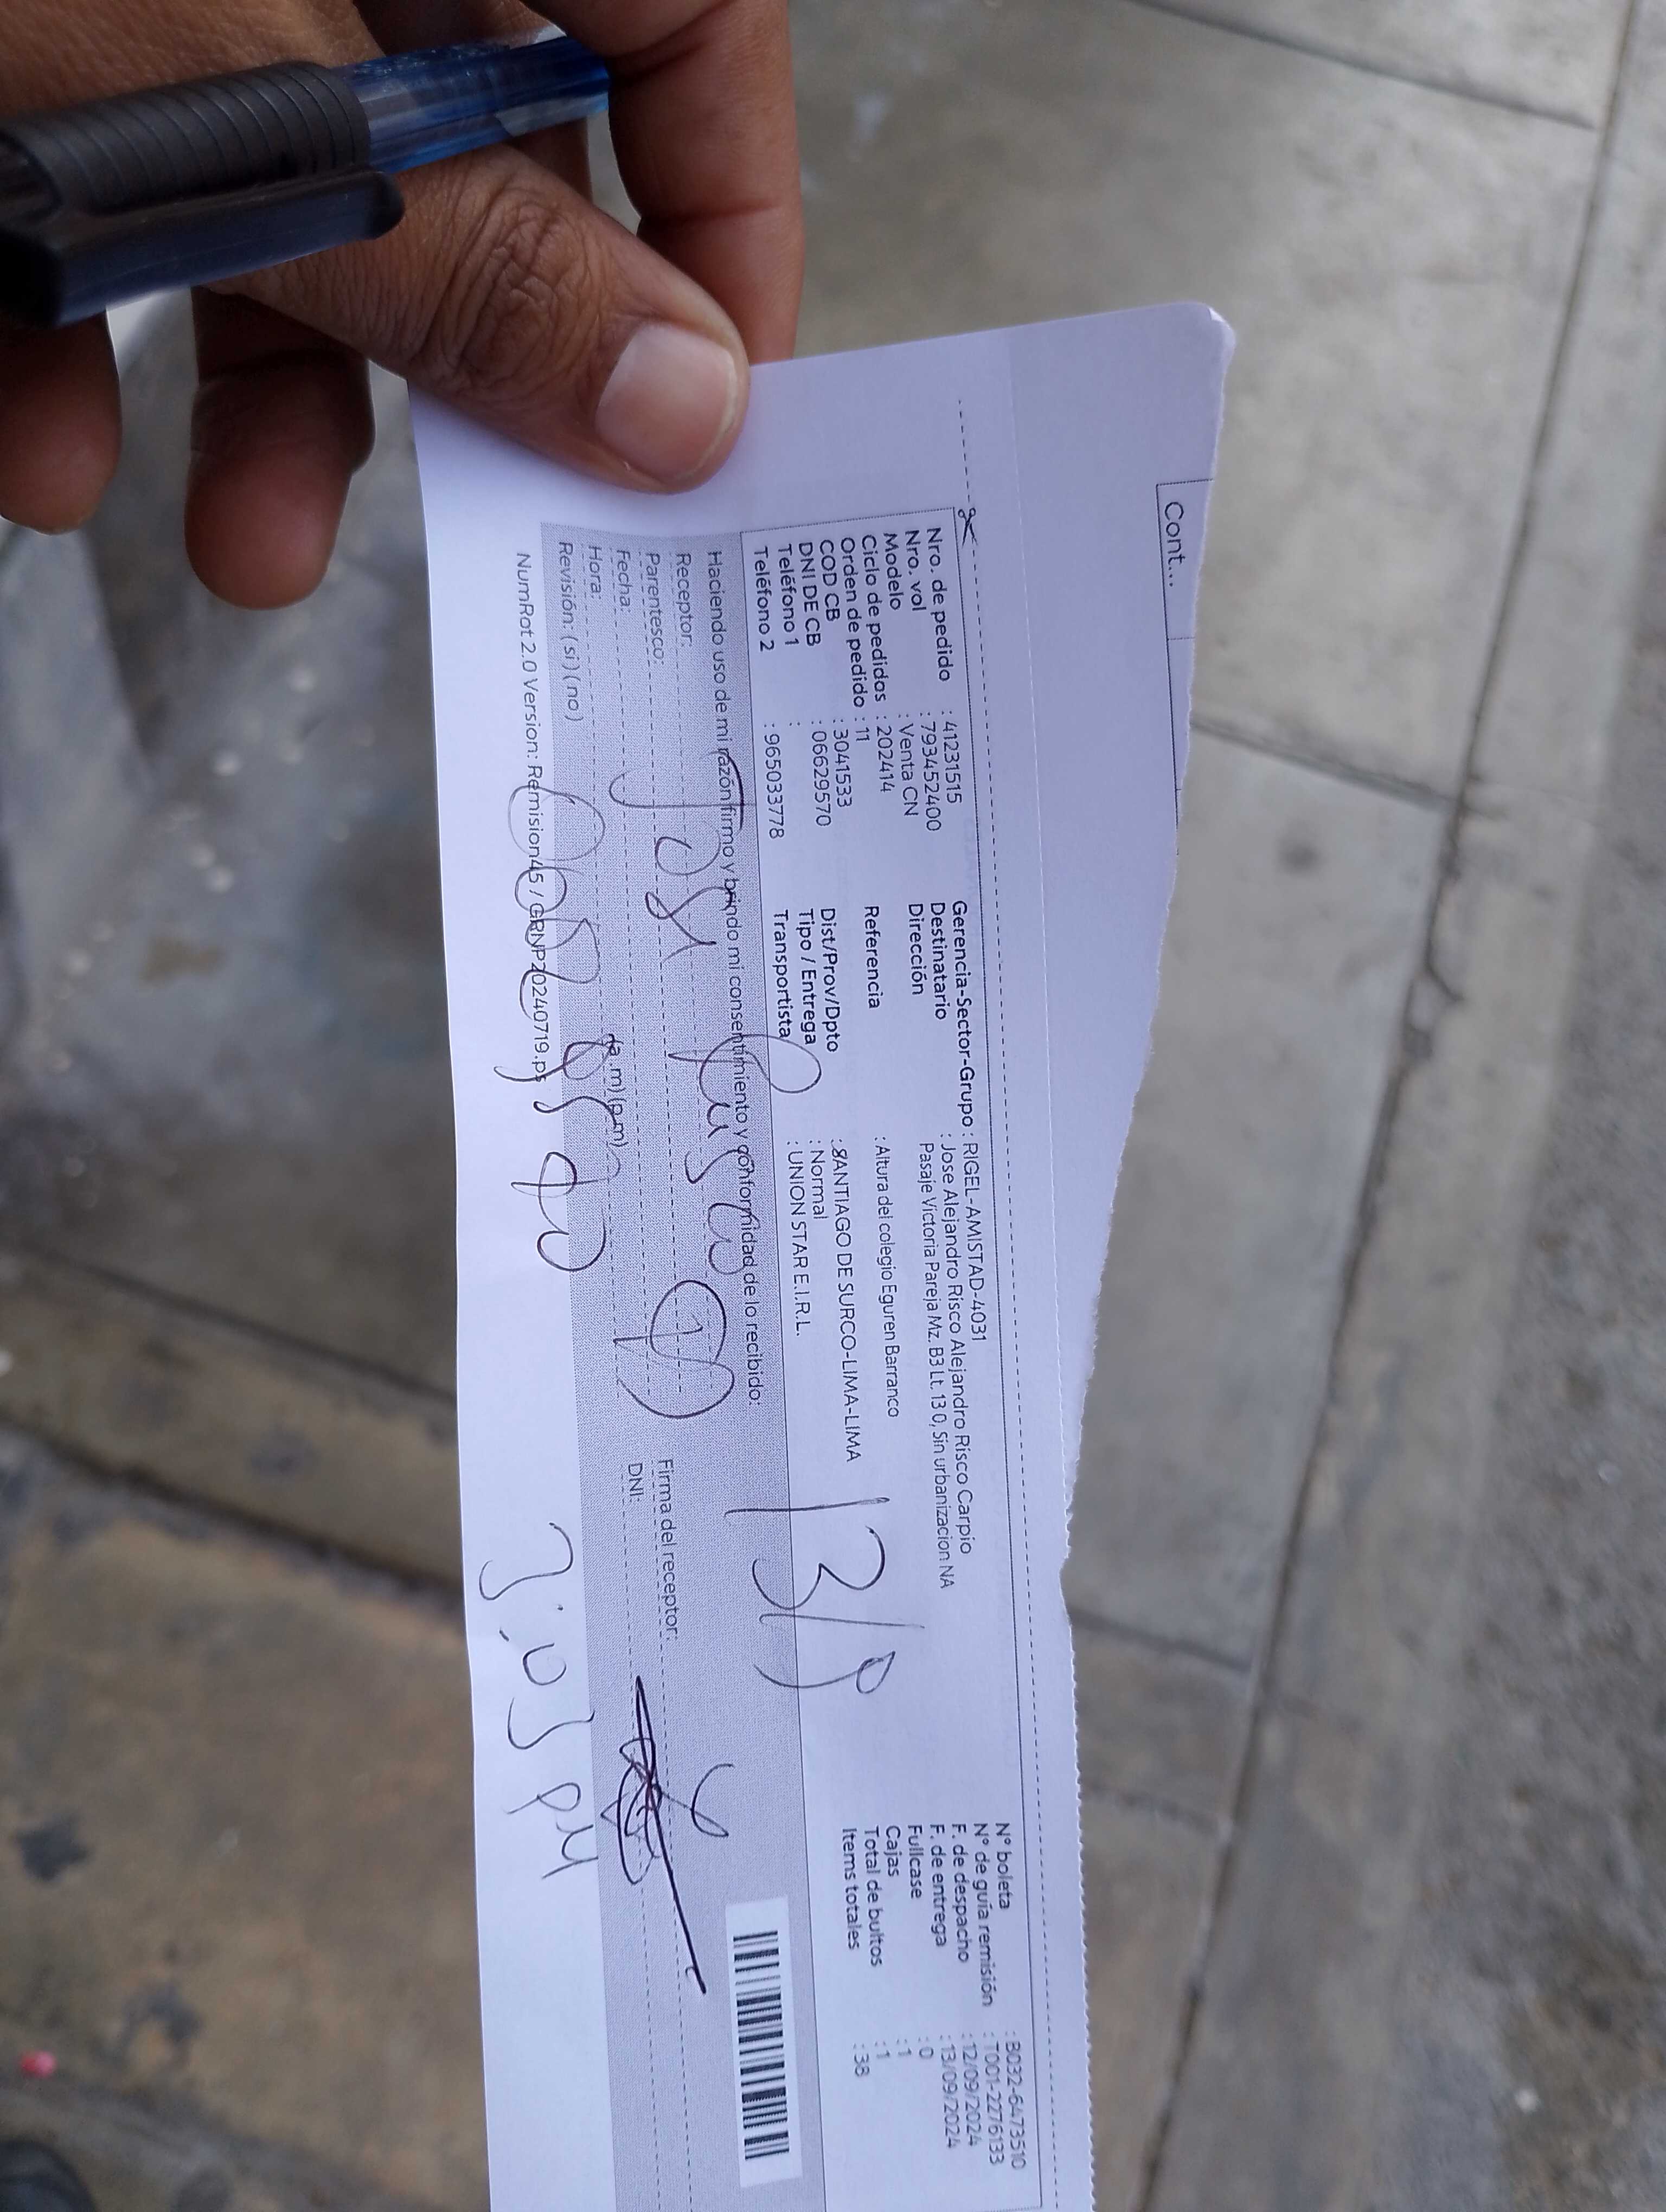 Cont...
Nro. de pedido : 41231515
Nro. vol : 793452400
Modelo : Venta CN
Ciclo de pedidos : 202414
Orden de pedido : 11
COD CB : 3041533
DNI DE CB : 06629570
Teléfono 1 :
Teléfono 2 : 965033778
Gerencia-Sector-Grupo : RIGEL-AMISTAD-4031
Destinatario : Jose Alejandro Risco Alejandro Risco Carpio
Dirección Pasaje Victoria Pareja Mz. B3 Lt. 13 0, Sin urbanizacion NA
Referencia : Altura del colegio Eguren Barranco
Dist/Prov/Dpto : SANTIAGO DE SURCO-LIMA-LIMA
Tipo / Entrega : Normal
Transportista : UNION STAR E.I.R.L.
N° boleta : B032-6473510
N° de guía remisión : T001-2276133
F. de despacho : 12/09/2024
F. de entrega : 13/09/2024
Fullcase : 0
Cajas : 1
Total de bultos : 1
Items totales : 38
13/9
Haciendo uso de mi razón firmo y brindo mi consentimiento y conformidad de lo recibido:
Receptor:
Parentesco:
Fecha:
Hora: (a.m) (p.m)
Revisión: (si) (no)
Firma del receptor:
DNI:
NumRot 2.0 Version: Remision45 / GRNP20240719.ps
3:03 PM